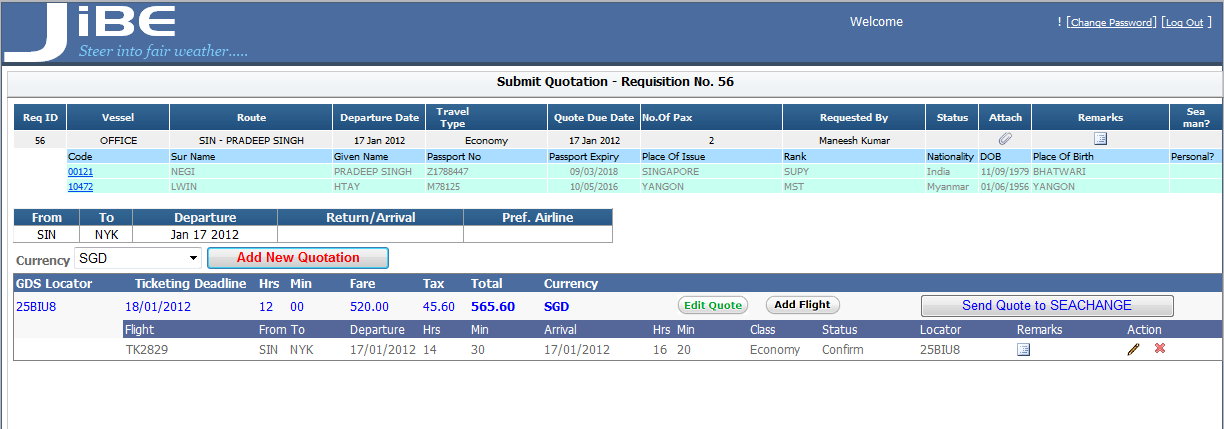 JiBE
Steer into fair weather.....
Welcome ! [Change Password] [Log Out ]
Submit Quotation - Requisition No. 56
Req ID Vessel Route Departure Date Travel Type Quote Due Date No.Of Pax Requested By Status Attach Remarks Sea man?
56 OFFICE SIN - PRADEEP SINGH 17 Jan 2012 Economy 17 Jan 2012 2 Maneesh Kumar
Code Sur Name Given Name Passport No Passport Expiry Place Of Issue Rank Nationality DOB Place Of Birth Personal?
00121 NEGI PRADEEP SINGH Z1788447 09/03/2018 SINGAPORE SUPY India 11/09/1979 BHATWARI
10472 LWIN HTAY M78125 10/05/2016 YANGON MST Myanmar 01/06/1956 YANGON
From To Departure Return/Arrival Pref. Airline
SIN NYK Jan 17 2012
Currency SGD Add New Quotation
GDS Locator Ticketing Deadline Hrs Min Fare Tax Total Currency
25BIU8 18/01/2012 12 00 520.00 45.60 565.60 SGD Edit Quote Add Flight Send Quote to SEACHANGE
Flight From To Departure Hrs Min Arrival Hrs Min Class Status Locator Remarks Action
TK2829 SIN NYK 17/01/2012 14 30 17/01/2012 16 20 Economy Confirm 25BIU8